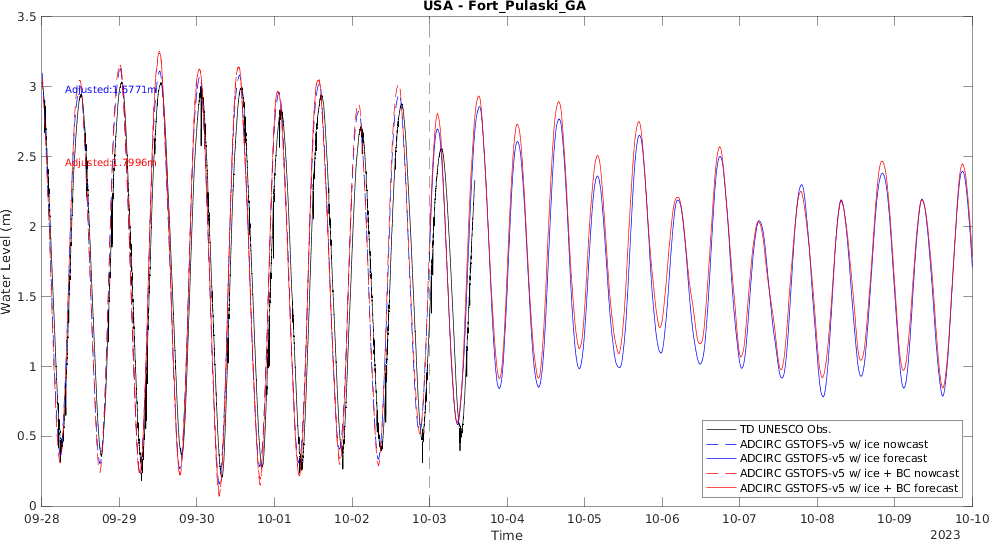 USA - Fort_Pulaski_GA
3.5
3
2.5
2
1.5
1
0.5
0
Water Level (m)
Adjusted:1.6771m
Adjusted:1.7996m
TD UNESCO Obs.
ADCIRC GSTOFS-v5 w/ ice nowcast
ADCIRC GSTOFS-v5 w/ ice forecast
ADCIRC GSTOFS-v5 w/ ice + BC nowcast
ADCIRC GSTOFS-v5 w/ ice + BC forecast
09-28 09-29 09-30 10-01 10-02 10-03 10-04 10-05 10-06 10-07 10-08 10-09 10-10
Time
2023